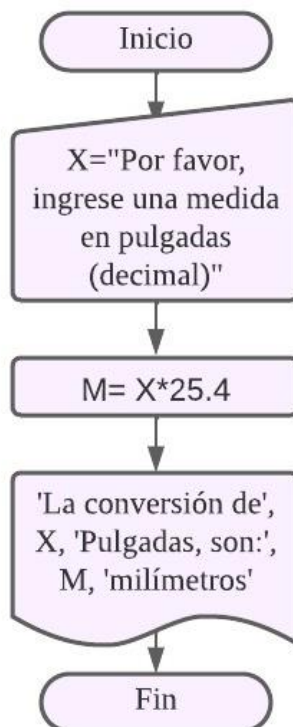 Inicio
X="Por favor,
ingrese una medida
en pulgadas
(decimal)"
M= X*25.4
'La conversión de',
X, 'Pulgadas, son:',
M, 'milímetros'
Fin